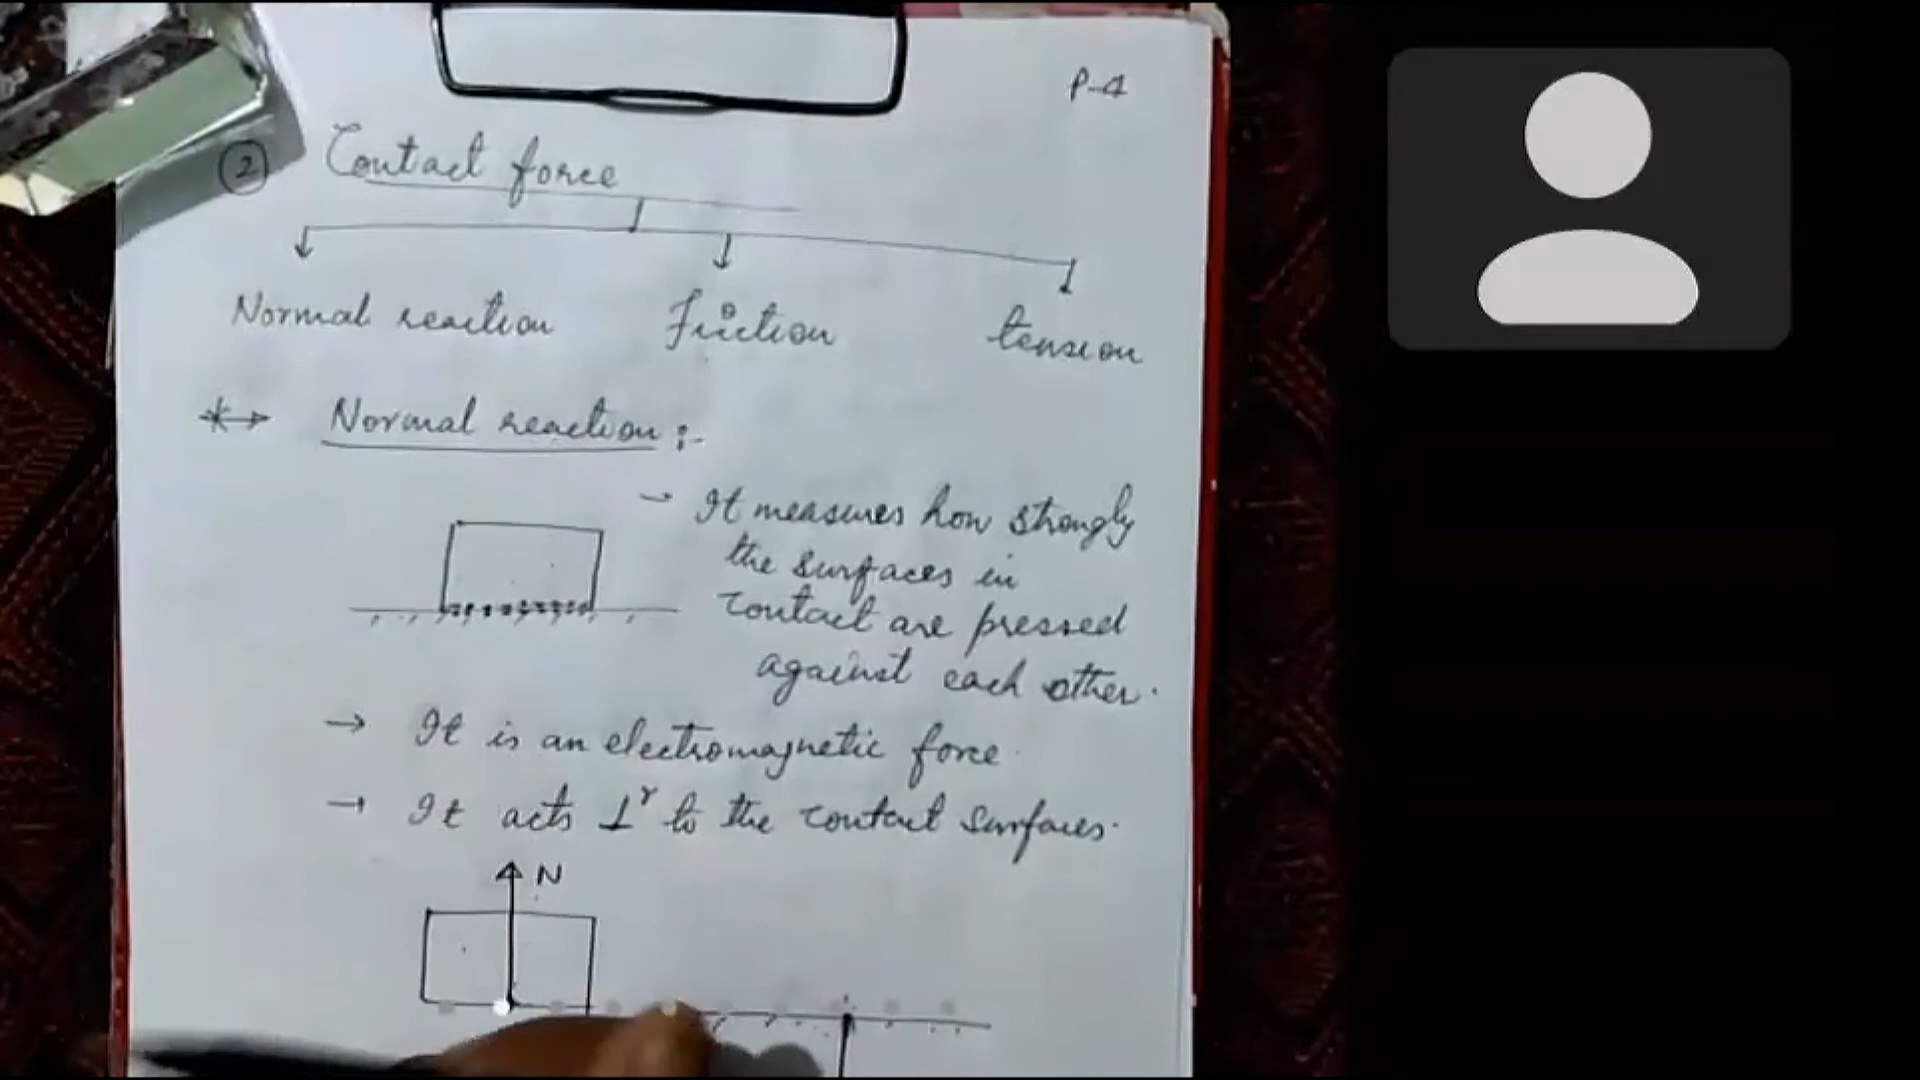 P-4
2 Contact force
Normal reaction Friction tension
Normal reaction :-
- It measures how strongly
the surfaces in
contact are pressed
against each other.
→ It is an electromagnetic force.
→ It acts ⊥ʳ to the contact surfaces.
N